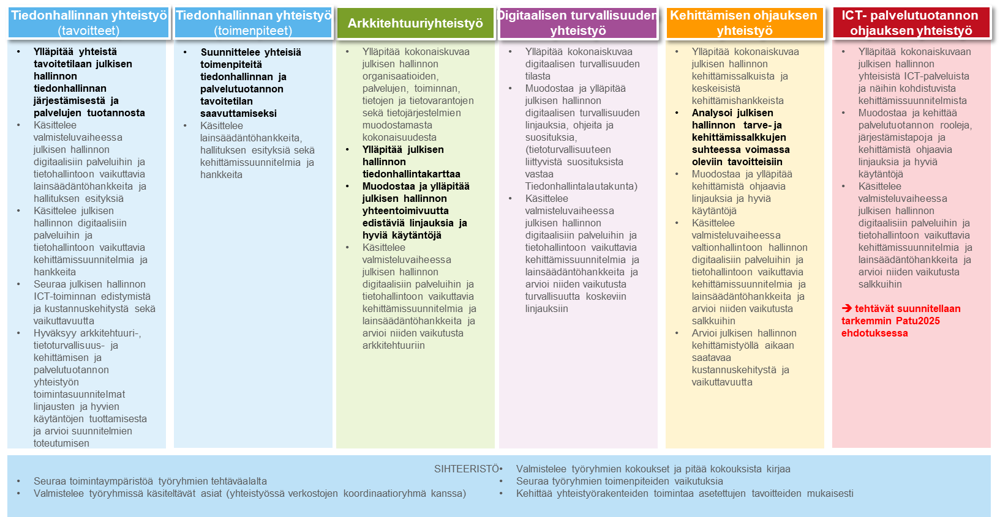 Tiedonhallinnan yhteistyö
(tavoitteet)
• Ylläpitää yhteistä
tavoitetilaan julkisen
hallinnon
tiedonhallinnan
järjestämisestä ja
palvelujen tuotannosta
• Käsittelee
valmisteluvaiheessa
julkisen hallinnon
digitaalisiin palveluihin ja
tietohallintoon vaikuttavia
lainsäädäntöhankkeita ja
hallituksen esityksiä
• Käsittelee julkisen
hallinnon digitaalisiin
palveluihin ja
tietohallintoon vaikuttavia
kehittämissuunnitelmia ja
hankkeita
• Seuraa julkisen hallinnon
ICT-toiminnan edistymistä
ja kustannuskehitystä sekä
vaikuttavuutta
• Hyväksyy arkkitehtuuri-,
tietoturvallisuus- ja
kehittämisen ja
palvelutuotannon
yhteistyön
toimintasuunnitelmat
linjausten ja hyvien
käytäntöjen tuottamisesta
ja arvioi suunnitelmien
toteutumisen
Tiedonhallinnan yhteistyö
(toimenpiteet)
• Suunnittelee yhteisiä
toimenpiteitä
tiedonhallinnan ja
palvelutuotannon
tavoitetilan
saavuttamiseksi
• Käsittelee
lainsäädäntöhankkeita,
hallituksen esityksiä sekä
kehittämissuunnitelmia ja
hankkeita
Arkkitehtuuriyhteistyö
• Ylläpitää kokonaiskuvaa
julkisen hallinnon
organisaatioiden,
palvelujen, toiminnan,
tietojen ja tietovarantojen
sekä tietojärjestelmien
muodostamasta
kokonaisuudesta
• Ylläpitää julkisen
hallinnon
tiedonhallintakarttaa
• Muodostaa ja ylläpitää
julkisen hallinnon
yhteentoimivuutta
edistäviä linjauksia ja
hyviä käytäntöjä
• Käsittelee
valmisteluvaiheessa
julkisen hallinnon
digitaalisiin palveluihin ja
tietohallintoon vaikuttavia
kehittämissuunnitelmia ja
lainsäädäntöhankkeita ja
arvioi niiden vaikutusta
arkkitehtuuriin
Digitaalisen turvallisuuden
yhteistyö
• Ylläpitää kokonaiskuvaa
digitaalisen turvallisuuden
tilasta
• Muodostaa ja ylläpitää
julkisen hallinnon
digitaalisen turvallisuuden
linjauksia, ohjeita ja
suosituksia,
(tietoturvallisuuteen
liittyvistä suosituksista
vastaa
Tiedonhallintalautakunta)
• Käsittelee
valmisteluvaiheessa
julkisen hallinnon
digitaalisiin palveluihin ja
tietohallintoon vaikuttavia
kehittämissuunnitelmia ja
lainsäädäntöhankkeita ja
arvioi niiden vaikutusta
turvallisuutta koskeviin
linjauksiin
Kehittämisen ohjauksen
yhteistyö
• Ylläpitää kokonaiskuvaa
julkisen hallinnon
kehittämissalkuista ja
keskeisistä
kehittämishankkeista
• Analysoi julkisen
hallinnon tarve- ja
kehittämissalkkujen
suhteessa voimassa
oleviin tavoitteisiin
• Muodostaa ja ylläpitää
kehittämistä ohjaavia
linjauksia ja hyviä
käytäntöjä
• Käsittelee
valmisteluvaiheessa
valtionhallintoon hallinnon
digitaalisiin palveluihin ja
tietohallintoon vaikuttavia
kehittämissuunnitelmia ja
lainsäädäntöhankkeita ja
arvioi niiden vaikutusta
salkkuihin
• Arvioi julkisen hallinnon
kehittämistyöllä aikaan
saatavaa
kustannuskehitystä ja
vaikuttavuutta
ICT- palvelutuotannon
ohjauksen yhteistyö
• Ylläpitää kokonaiskuvaan
julkisen hallinnon
yhteisistä ICT-palveluista
ja näihin kohdistuvista
kehittämissuunnitelmista
• Muodostaa ja kehittää
palvelutuotannon rooleja,
järjestämistapoja ja
kehittämistä ohjaavia
linjauksia ja hyviä
käytäntöjä
• Käsittelee
valmisteluvaiheessa
julkisen hallinnon
digitaalisiin palveluihin ja
tietohallintoon vaikuttavia
kehittämissuunnitelmia ja
lainsäädäntöhankkeita ja
arvioi niiden vaikutusta
salkkuihin
➔ tehtävät suunnitellaan
tarkemmin Patu2025
ehdotuksessa
SIHTEERISTÖ
• Seuraa toimintaympäristöä työryhmien tehtäväalalta
• Valmistelee työryhmissä käsiteltävät asiat (yhteistyössä verkostojen koordinaatioryhmä kanssa)
• Valmistelee työryhmien kokoukset ja pitää kokouksista kirjaa
• Seuraa työryhmien toimenpiteiden vaikutuksia
• Kehittää yhteistyörakenteiden toimintaa asetettujen tavoitteiden mukaisesti